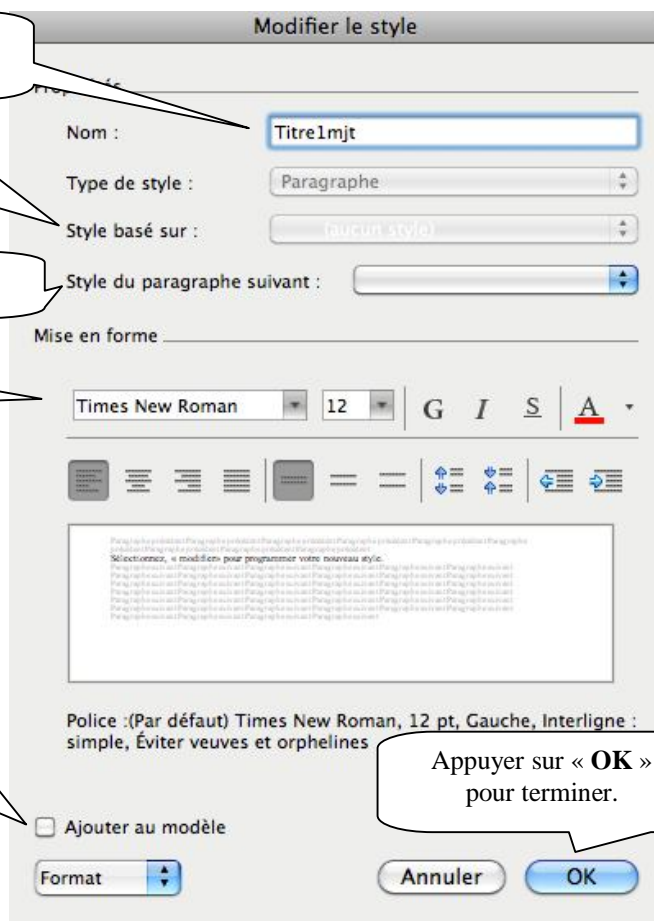 Modifier le style
Nom :
Titre1mjt
Type de style :
Paragraphe
Style basé sur :
(aucun style)
Style du paragraphe suivant :
Mise en forme
Times New Roman
12
G I S A
Sélectionnez, « modifier» pour programmer votre nouveau style.
Police :(Par défaut) Times New Roman, 12 pt, Gauche, Interligne :
simple, Éviter veuves et orphelines
Appuyer sur « OK »
pour terminer.
Ajouter au modèle
Format
Annuler
OK